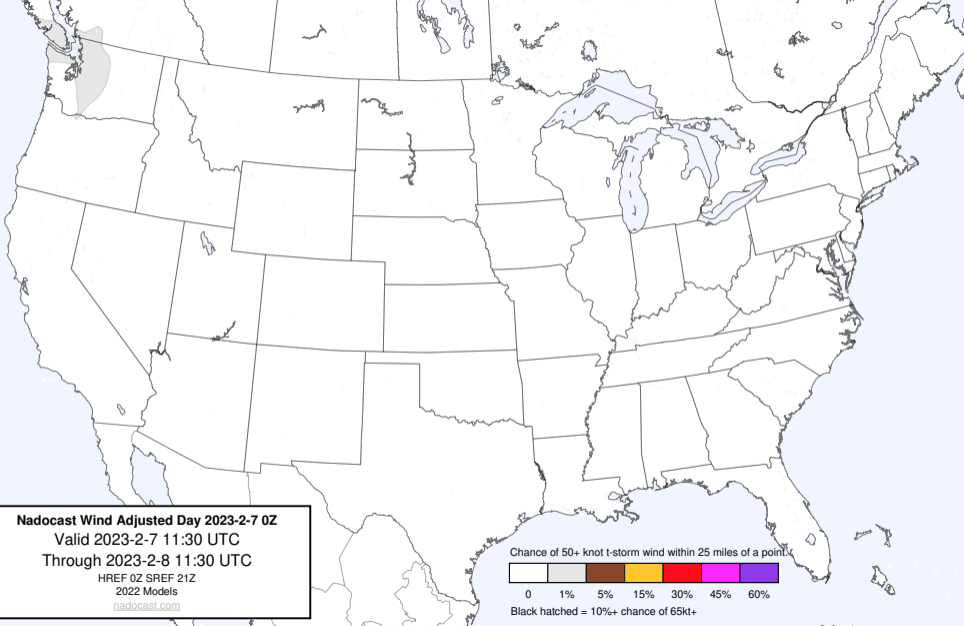 Nadocast Wind Adjusted Day 2023-2-7 0Z
Valid 2023-2-7 11:30 UTC
Through 2023-2-8 11:30 UTC
HREF 0Z SREF 21Z
2022 Models
nadocast.com
Chance of 50+ knot t-storm wind within 25 miles of a point.
0 1% 5% 15% 30% 45% 60%
Black hatched = 10%+ chance of 65kt+